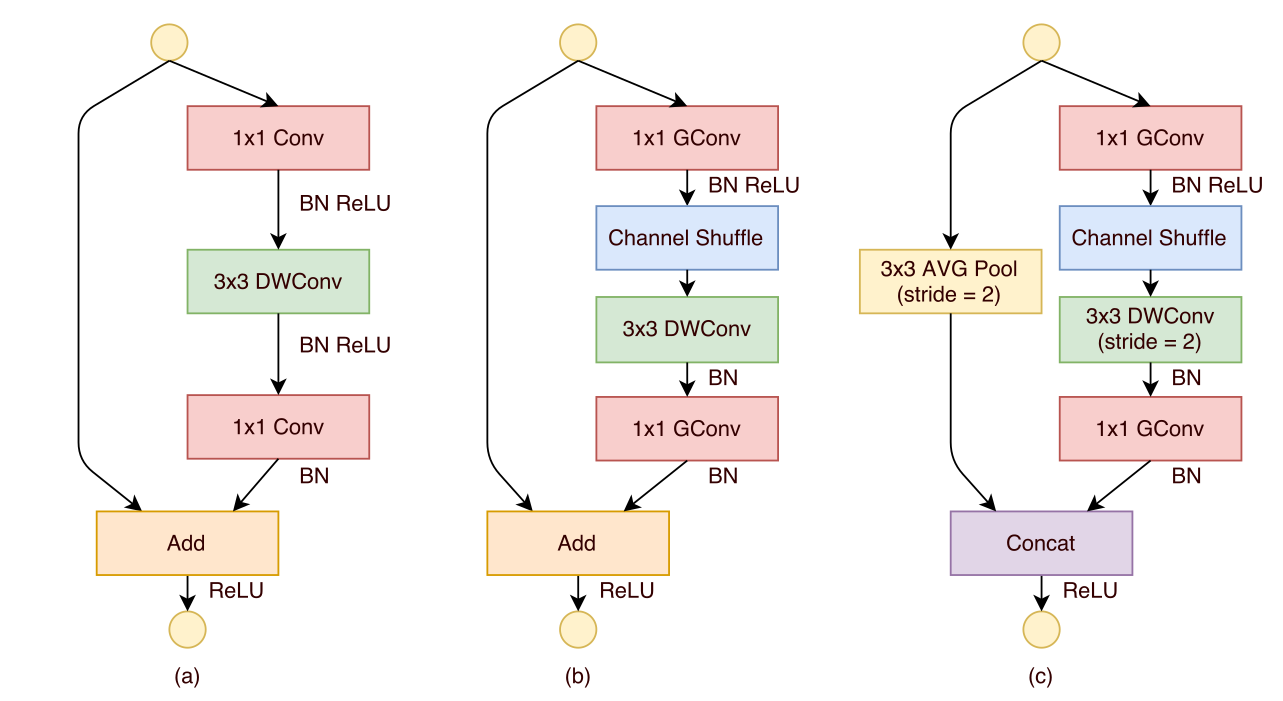 1x1 Conv
BN ReLU
3x3 DWConv
BN ReLU
1x1 Conv
BN
Add
ReLU
(a)
1x1 GConv
BN ReLU
Channel Shuffle
3x3 DWConv
BN
1x1 GConv
BN
Add
ReLU
(b)
3x3 AVG Pool
(stride = 2)
1x1 GConv
BN ReLU
Channel Shuffle
3x3 DWConv
(stride = 2)
BN
1x1 GConv
BN
Concat
ReLU
(c)